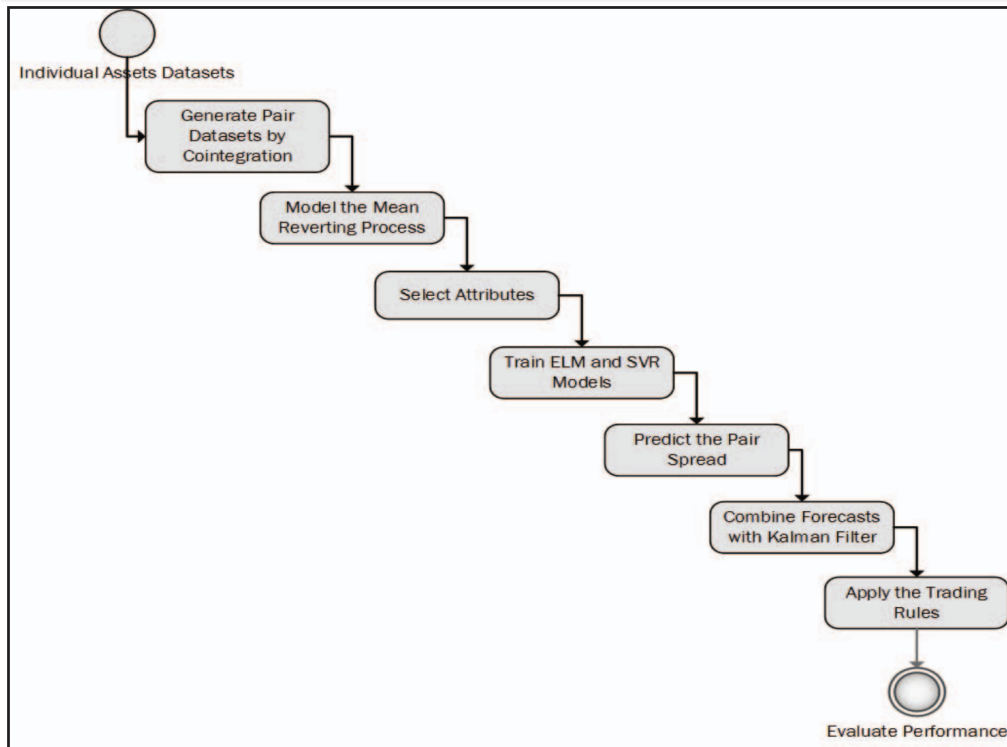 Individual Assets Datasets
Generate Pair
Datasets by
Cointegration
Model the Mean
Reverting Process
Select Attributes
Train ELM and SVR
Models
Predict the Pair
Spread
Combine Forecasts
with Kalman Filter
Apply the Trading
Rules
Evaluate Performance